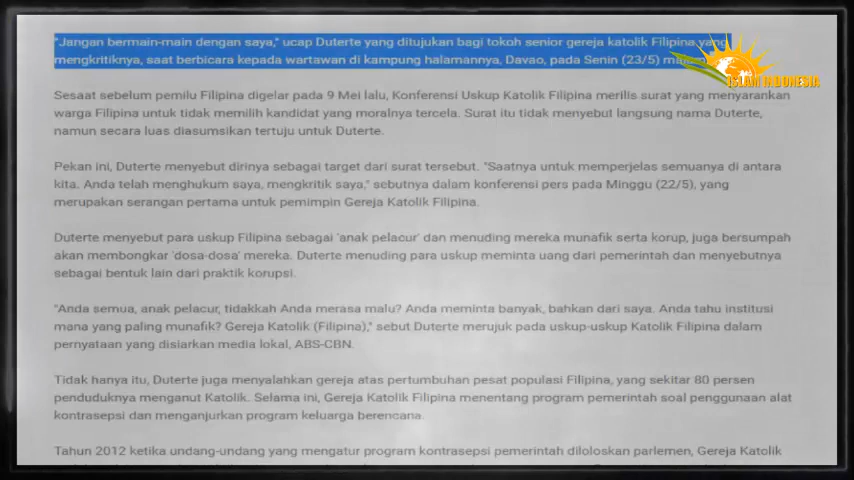 "Jangan bermain-main dengan saya," ucap Duterte yang ditujukan bagi tokoh senior gereja katolik Filipina yang
mengkritiknya, saat berbicara kepada wartawan di kampung halamannya, Davao, pada Senin (23/5)
ISLAM INDONESIA
Sesaat sebelum pemilu Filipina digelar pada 9 Mei lalu, Konferensi Uskup Katolik Filipina merilis surat yang menyarankan
warga Filipina untuk tidak memilih kandidat yang moralnya tercela. Surat itu tidak menyebut langsung nama Duterte,
namun secara luas diasumsikan tertuju untuk Duterte.
Pekan ini, Duterte menyebut dirinya sebagai target dari surat tersebut. "Saatnya untuk memperjelas semuanya di antara
kita. Anda telah menghukum saya, mengkritik saya," sebutnya dalam konferensi pers pada Minggu (22/5), yang
merupakan serangan pertama untuk pemimpin Gereja Katolik Filipina.
Duterte menyebut para uskup Filipina sebagai 'anak pelacur' dan menuding mereka munafik serta korup, juga bersumpah
akan membongkar 'dosa-dosa' mereka. Duterte menuding para uskup meminta uang dari pemerintah dan menyebutnya
sebagai bentuk lain dari praktik korupsi.
"Anda semua, anak pelacur, tidakkah Anda merasa malu? Anda meminta banyak, bahkan dari saya. Anda tahu institusi
mana yang paling munafik? Gereja Katolik (Filipina)," sebut Duterte merujuk pada uskup-uskup Katolik Filipina dalam
pernyataan yang disiarkan media lokal, ABS-CBN.
Tidak hanya itu, Duterte juga menyalahkan gereja atas pertumbuhan pesat populasi Filipina, yang sekitar 80 persen
penduduknya menganut Katolik. Selama ini, Gereja Katolik Filipina menentang program pemerintah soal penggunaan alat
kontrasepsi dan menganjurkan program keluarga berencana.
Tahun 2012 ketika undang-undang yang mengatur program kontrasepsi pemerintah diloloskan parlemen, Gereja Katolik